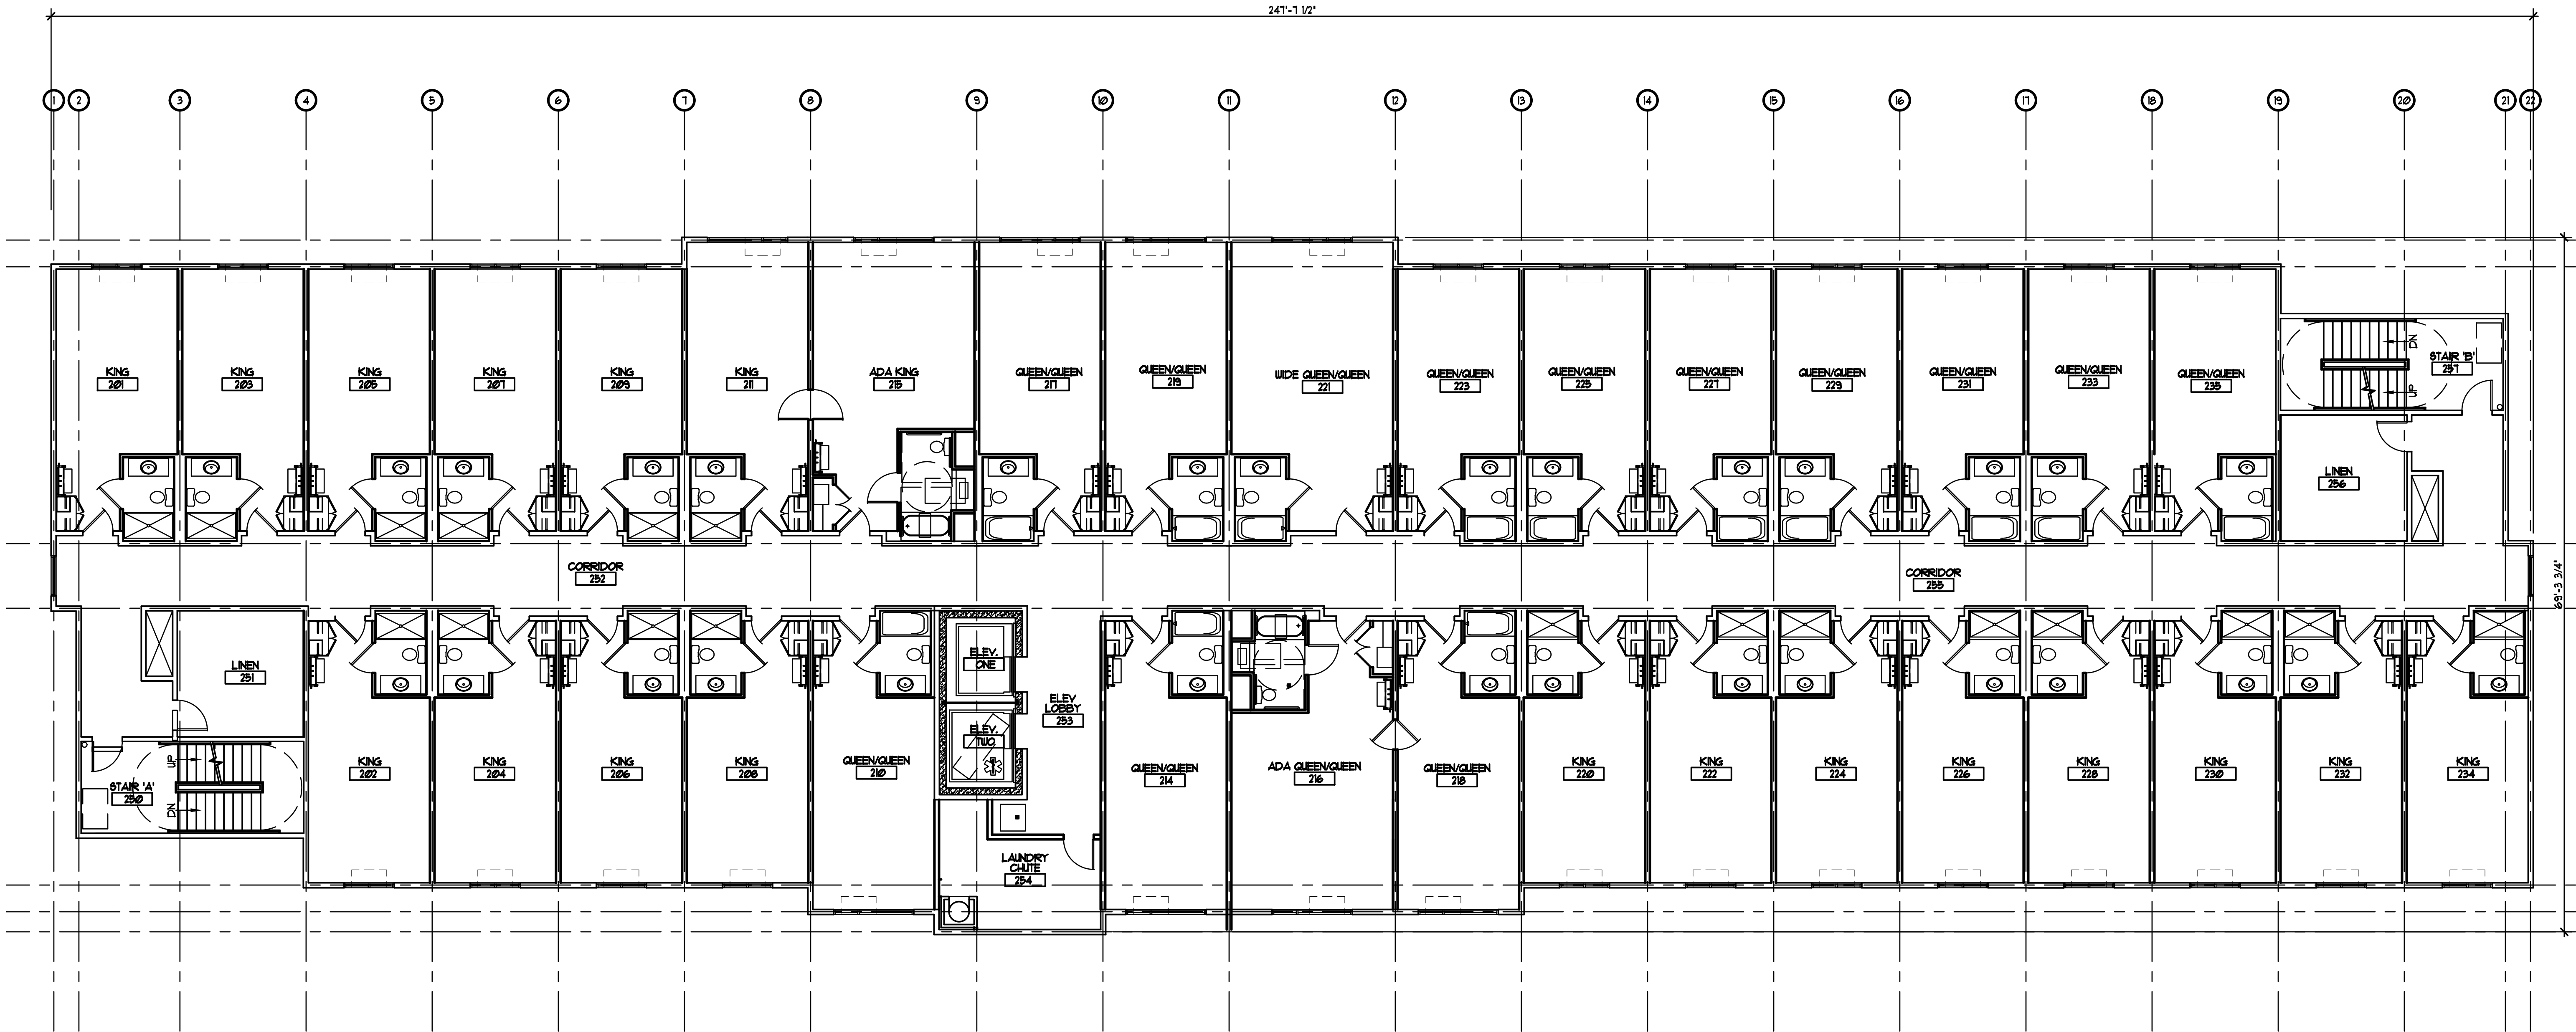 247'-7 1/2"
1 2 3 4 5 6 7 8 9 10 11 12 13 14 15 16 17 18 19 20 21 22
KING
201
KING
203
KING
205
KING
207
KING
209
KING
211
ADA KING
215
QUEEN/QUEEN
217
QUEEN/QUEEN
219
WIDE QUEEN/QUEEN
221
QUEEN/QUEEN
223
QUEEN/QUEEN
225
QUEEN/QUEEN
227
QUEEN/QUEEN
229
QUEEN/QUEEN
231
QUEEN/QUEEN
233
QUEEN/QUEEN
235
DN
UP
STAIR 'B'
257
LINEN
256
CORRIDOR
252
CORRIDOR
255
69'-3 3/4"
LINEN
251
UP
DN
STAIR 'A'
250
KING
202
KING
204
KING
206
KING
208
QUEEN/QUEEN
210
ELEV.
ONE
ELEV.
TWO
ELEV
LOBBY
253
LAUNDRY
CHUTE
254
QUEEN/QUEEN
214
ADA QUEEN/QUEEN
216
QUEEN/QUEEN
218
KING
220
KING
222
KING
224
KING
226
KING
228
KING
230
KING
232
KING
234